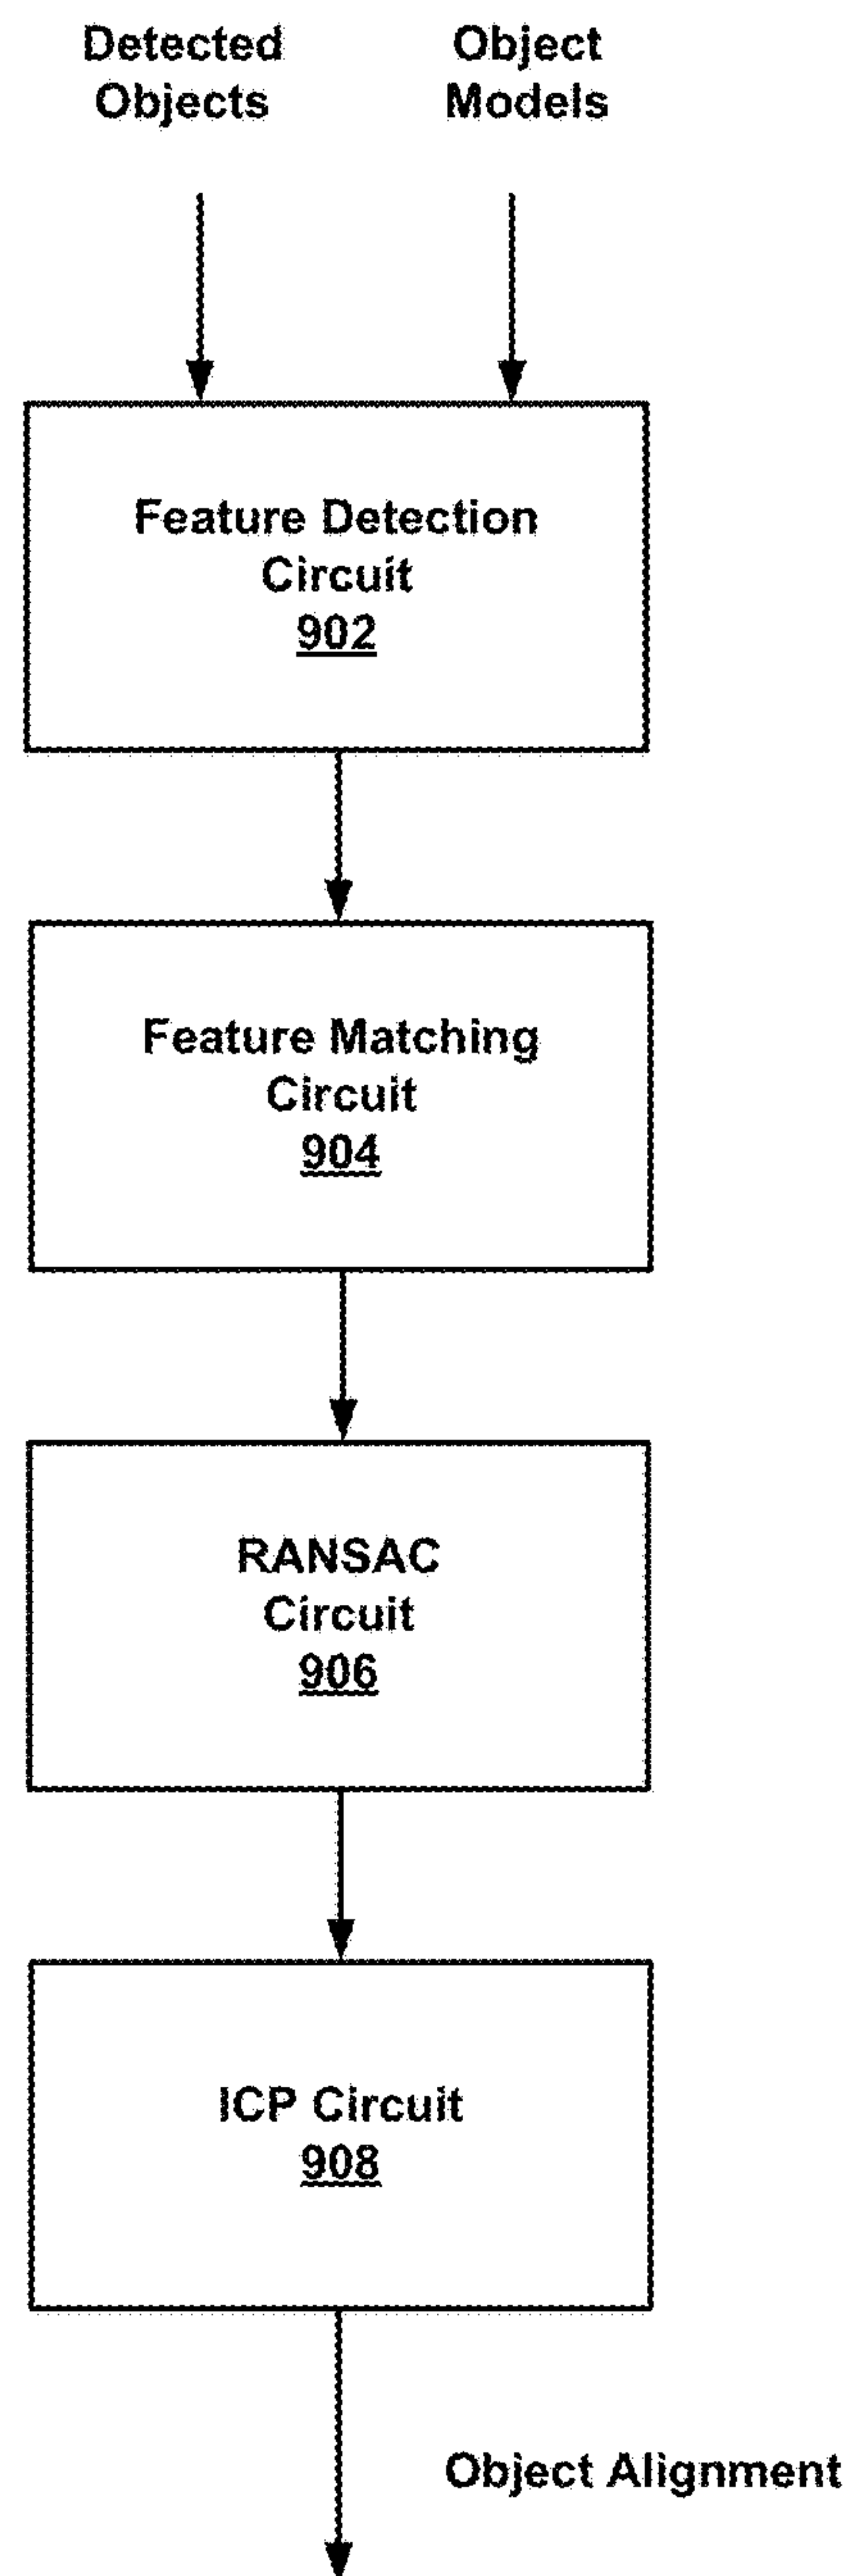 Detected
Objects
Object
Models
Feature Detection
Circuit
902
Feature Matching
Circuit
904
RANSAC
Circuit
906
ICP Circuit
908
Object Alignment